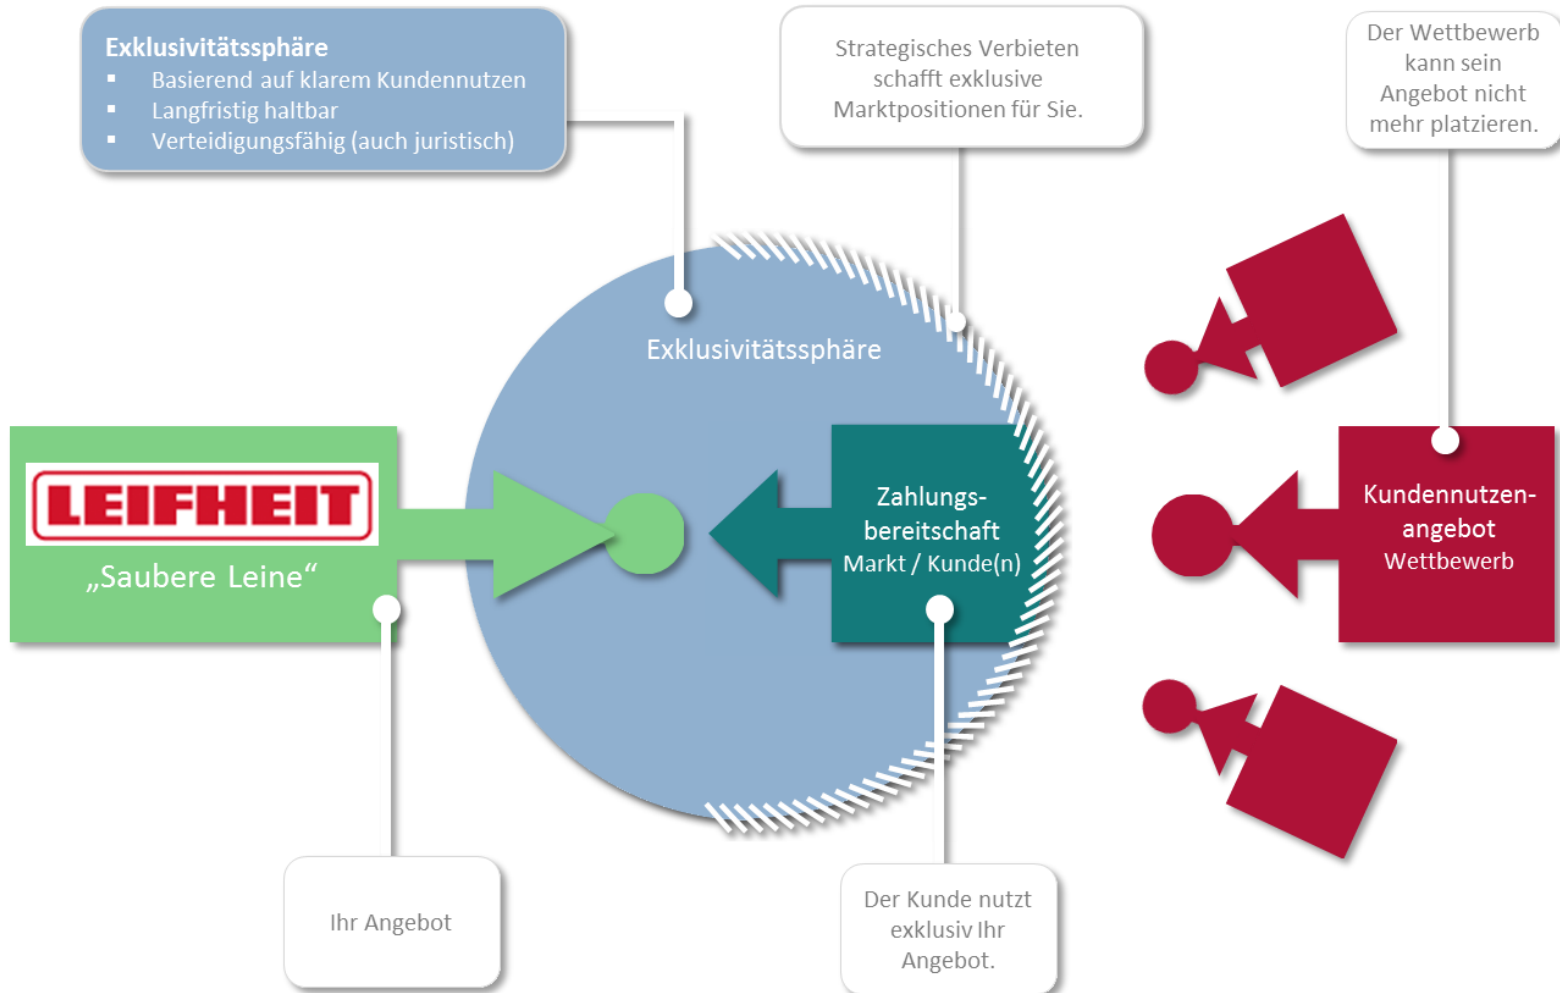 Exklusivitätssphäre
▪ Basierend auf klarem Kundennutzen
▪ Langfristig haltbar
▪ Verteidigungsfähig (auch juristisch)
Strategisches Verbieten
schafft exklusive
Marktpositionen für Sie.
Der Wettbewerb
kann sein
Angebot nicht
mehr platzieren.
Exklusivitätssphäre
LEIFHEIT
„Saubere Leine“
Zahlungs-
bereitschaft
Markt / Kunde(n)
Kundennutzen-
angebot
Wettbewerb
Ihr Angebot
Der Kunde nutzt
exklusiv Ihr
Angebot.